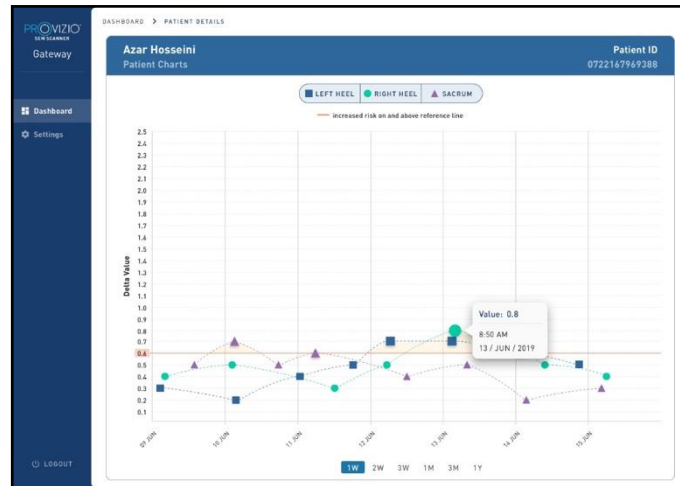 PROVIZIO
SEM SCANNER
Gateway
Dashboard
Settings
LOGOUT
DASHBOARD > PATIENT DETAILS
Azar Hosseini
Patient Charts
Patient ID
0722167969388
LEFT HEEL RIGHT HEEL SACRUM
increased risk on and above reference line
Delta Value
2.5
2.4
2.3
2.2
2.1
2.0
1.9
1.8
1.7
1.6
1.5
1.4
1.3
1.2
1.1
1.0
0.9
0.8
0.7
0.6
0.5
0.4
0.3
0.2
0.1
Value: 0.8
8:50 AM
13 / JUN / 2019
09 JUN 10 JUN 11 JUN 12 JUN 13 JUN 14 JUN 15 JUN
1W 2W 3W 1M 3M 1Y